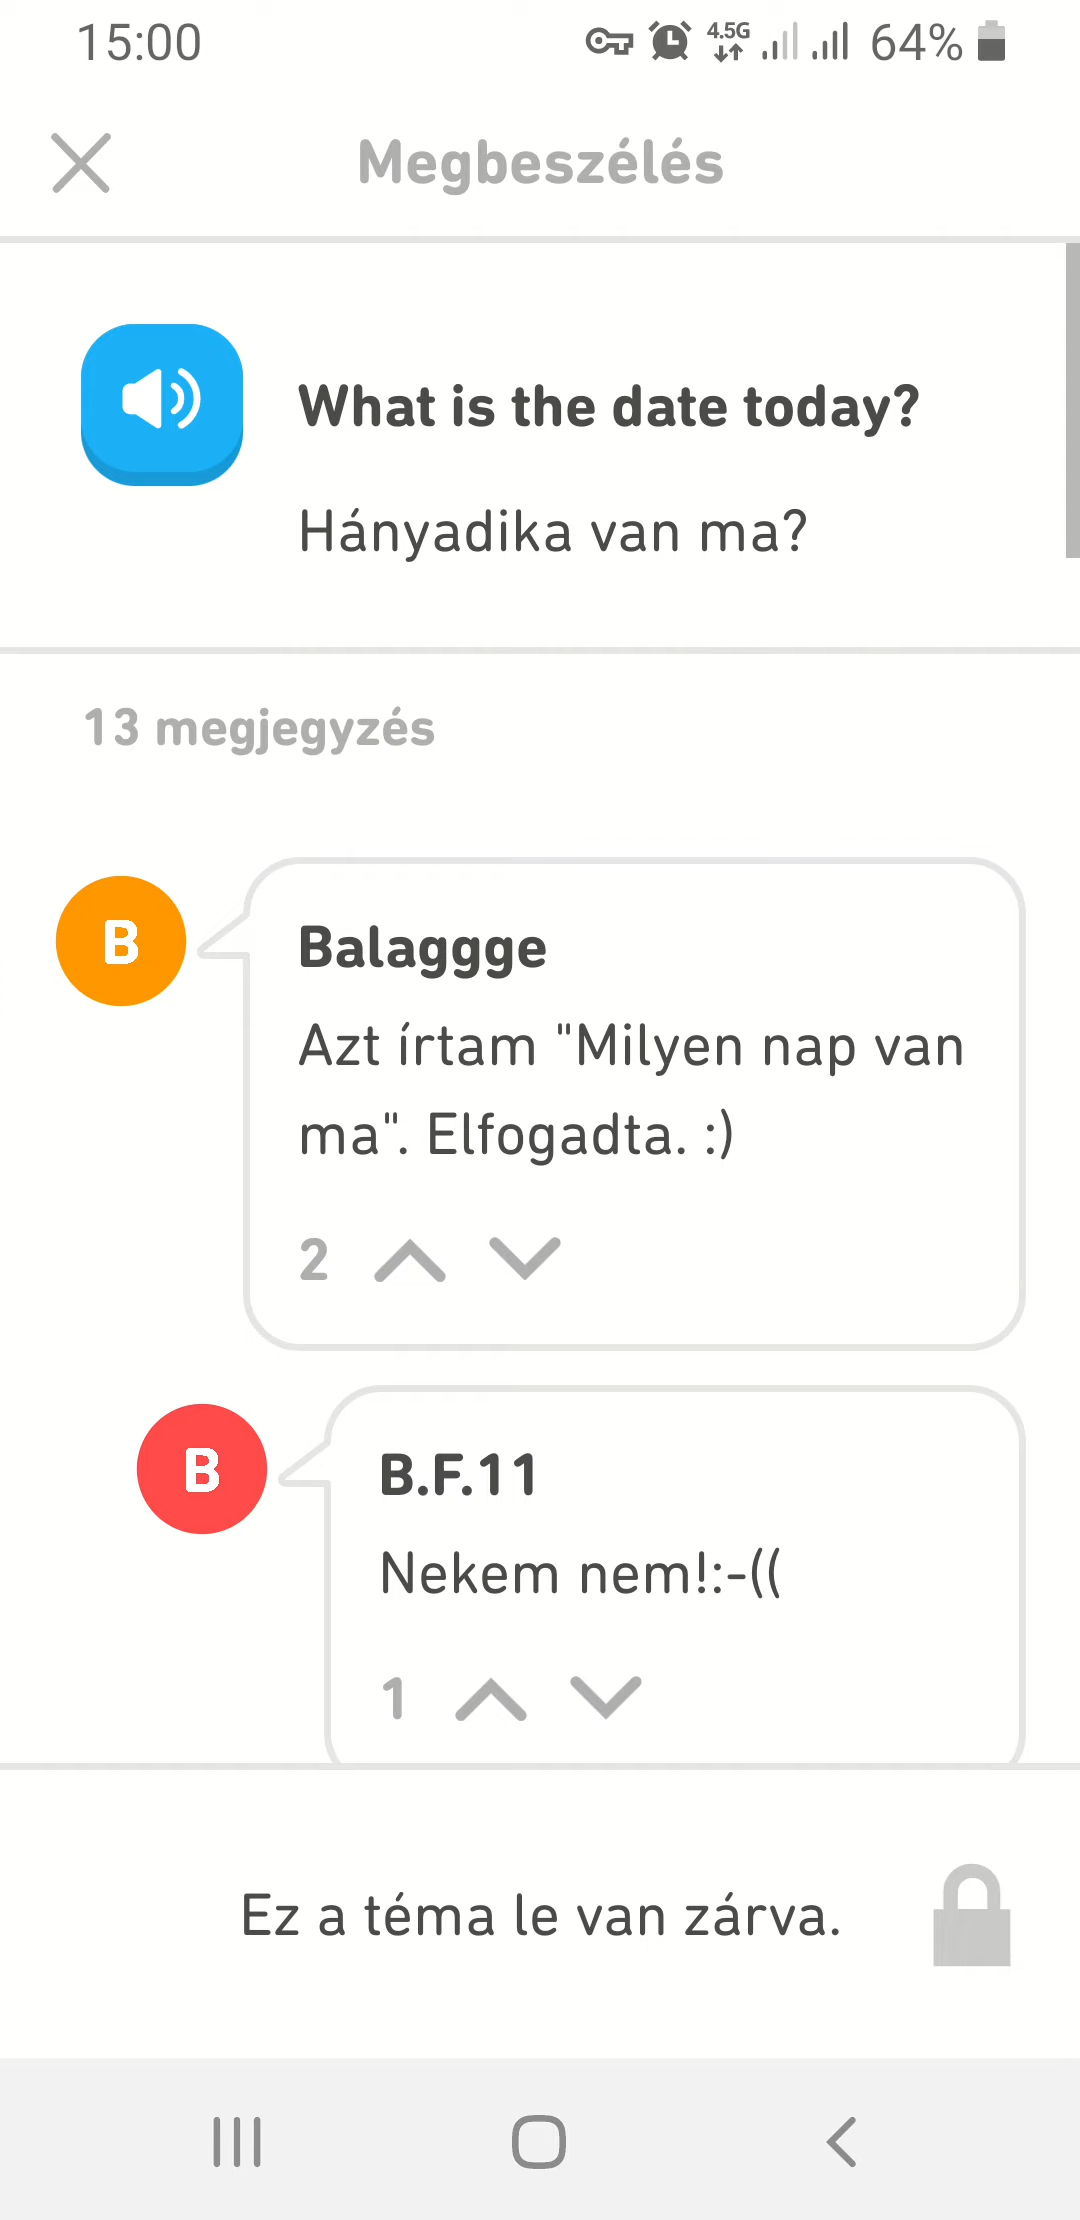 15:00 4.5G 64%
Megbeszélés
What is the date today?
Hányadika van ma?
13 megjegyzés
B
Balaggge
Azt írtam "Milyen nap van
ma". Elfogadta. :)
2
B
B.F.11
Nekem nem!:-((
1
Ez a téma le van zárva.